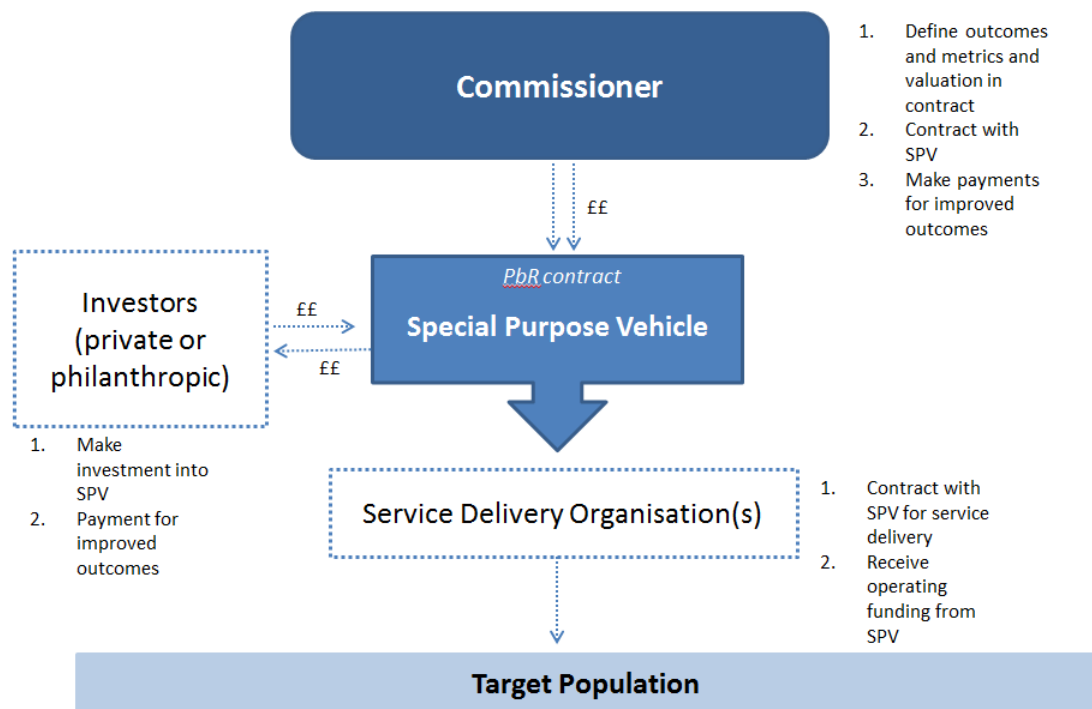 Commissioner
1. Define outcomes
and metrics and
valuation in
contract
2. Contract with
SPV
3. Make payments
for improved
outcomes
££
PbR contract
Special Purpose Vehicle
Investors
(private or
philanthropic)
££
££
1. Make
investment into
SPV
2. Payment for
improved
outcomes
Service Delivery Organisation(s)
1. Contract with
SPV for service
delivery
2. Receive
operating
funding from
SPV
Target Population